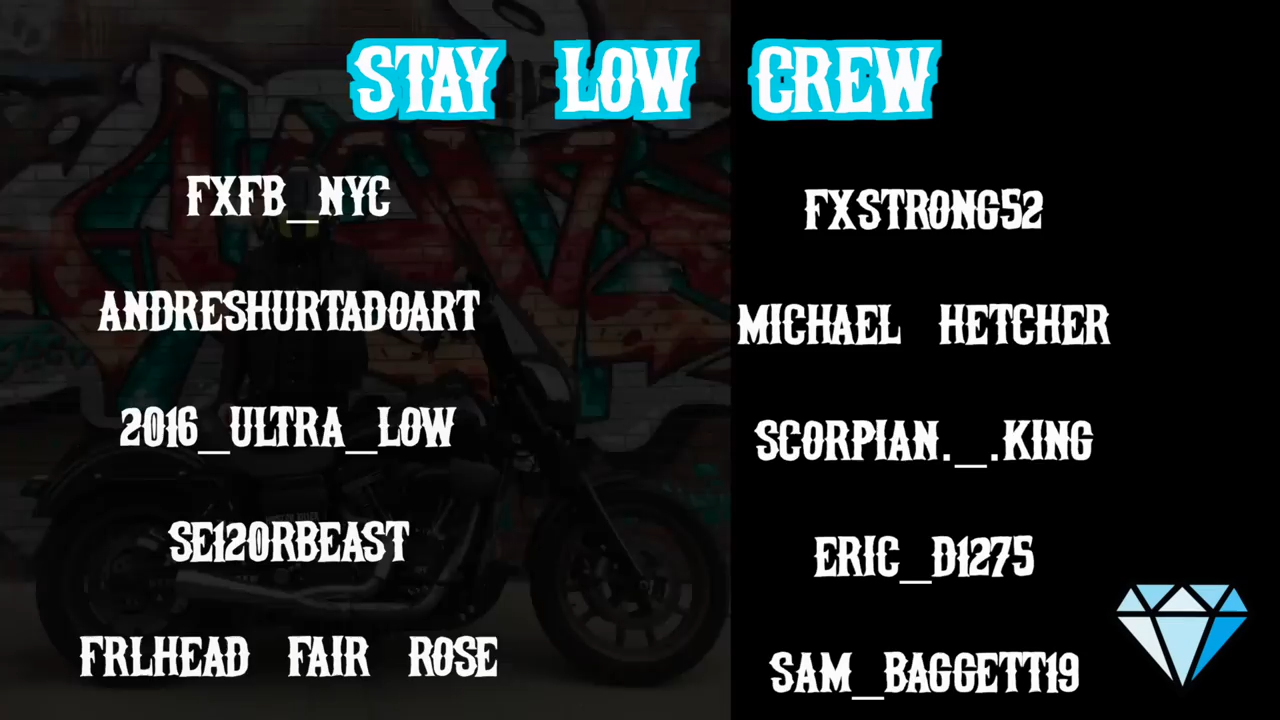 STAY LOW CREW
FXFB_NYC
ANDRESHURTADOART
2016_ULTRA_LOW
SE120RBEAST
FRLHEAD FAIR ROSE
FXSTRONG52
MICHAEL HETCHER
SCORPIAN._.KING
ERIC_D1275
SAM_BAGGETT19